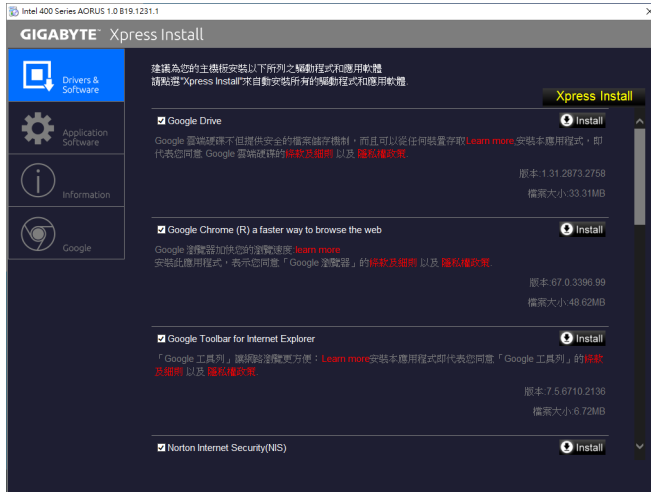 Intel 400 Series AORUS 1.0 B19.1231.1
GIGABYTE™ Xpress Install
Drivers & Software
Application Software
Information
Google
建議為您的主機板安裝以下所列之驅動程式和應用軟體
請點選"Xpress Install"來自動安裝所有的驅動程式和應用軟體.
Xpress Install
Google Drive
Install
Google 雲端硬碟不但提供安全的檔案儲存機制，而且可以從任何裝置存取Learn more.安裝本應用程式，即
代表您同意 Google 雲端硬碟的條款及細則 以及 隱私權政策.
版本:1.31.2873.2758
檔案大小:33.31MB
Google Chrome (R) a faster way to browse the web
Install
Google 瀏覽器加快您的瀏覽速度.learn more
安裝此應用程式，表示您同意「Google 瀏覽器」的條款及細則 以及 隱私權政策.
版本:67.0.3396.99
檔案大小:48.62MB
Google Toolbar for Internet Explorer
Install
「Google 工具列」讓網路瀏覽更方便：Learn more安裝本應用程式即代表您同意「Google 工具列」的條款
及細則 以及 隱私權政策.
版本:7.5.6710.2136
檔案大小:6.72MB
Norton Internet Security(NIS)
Install